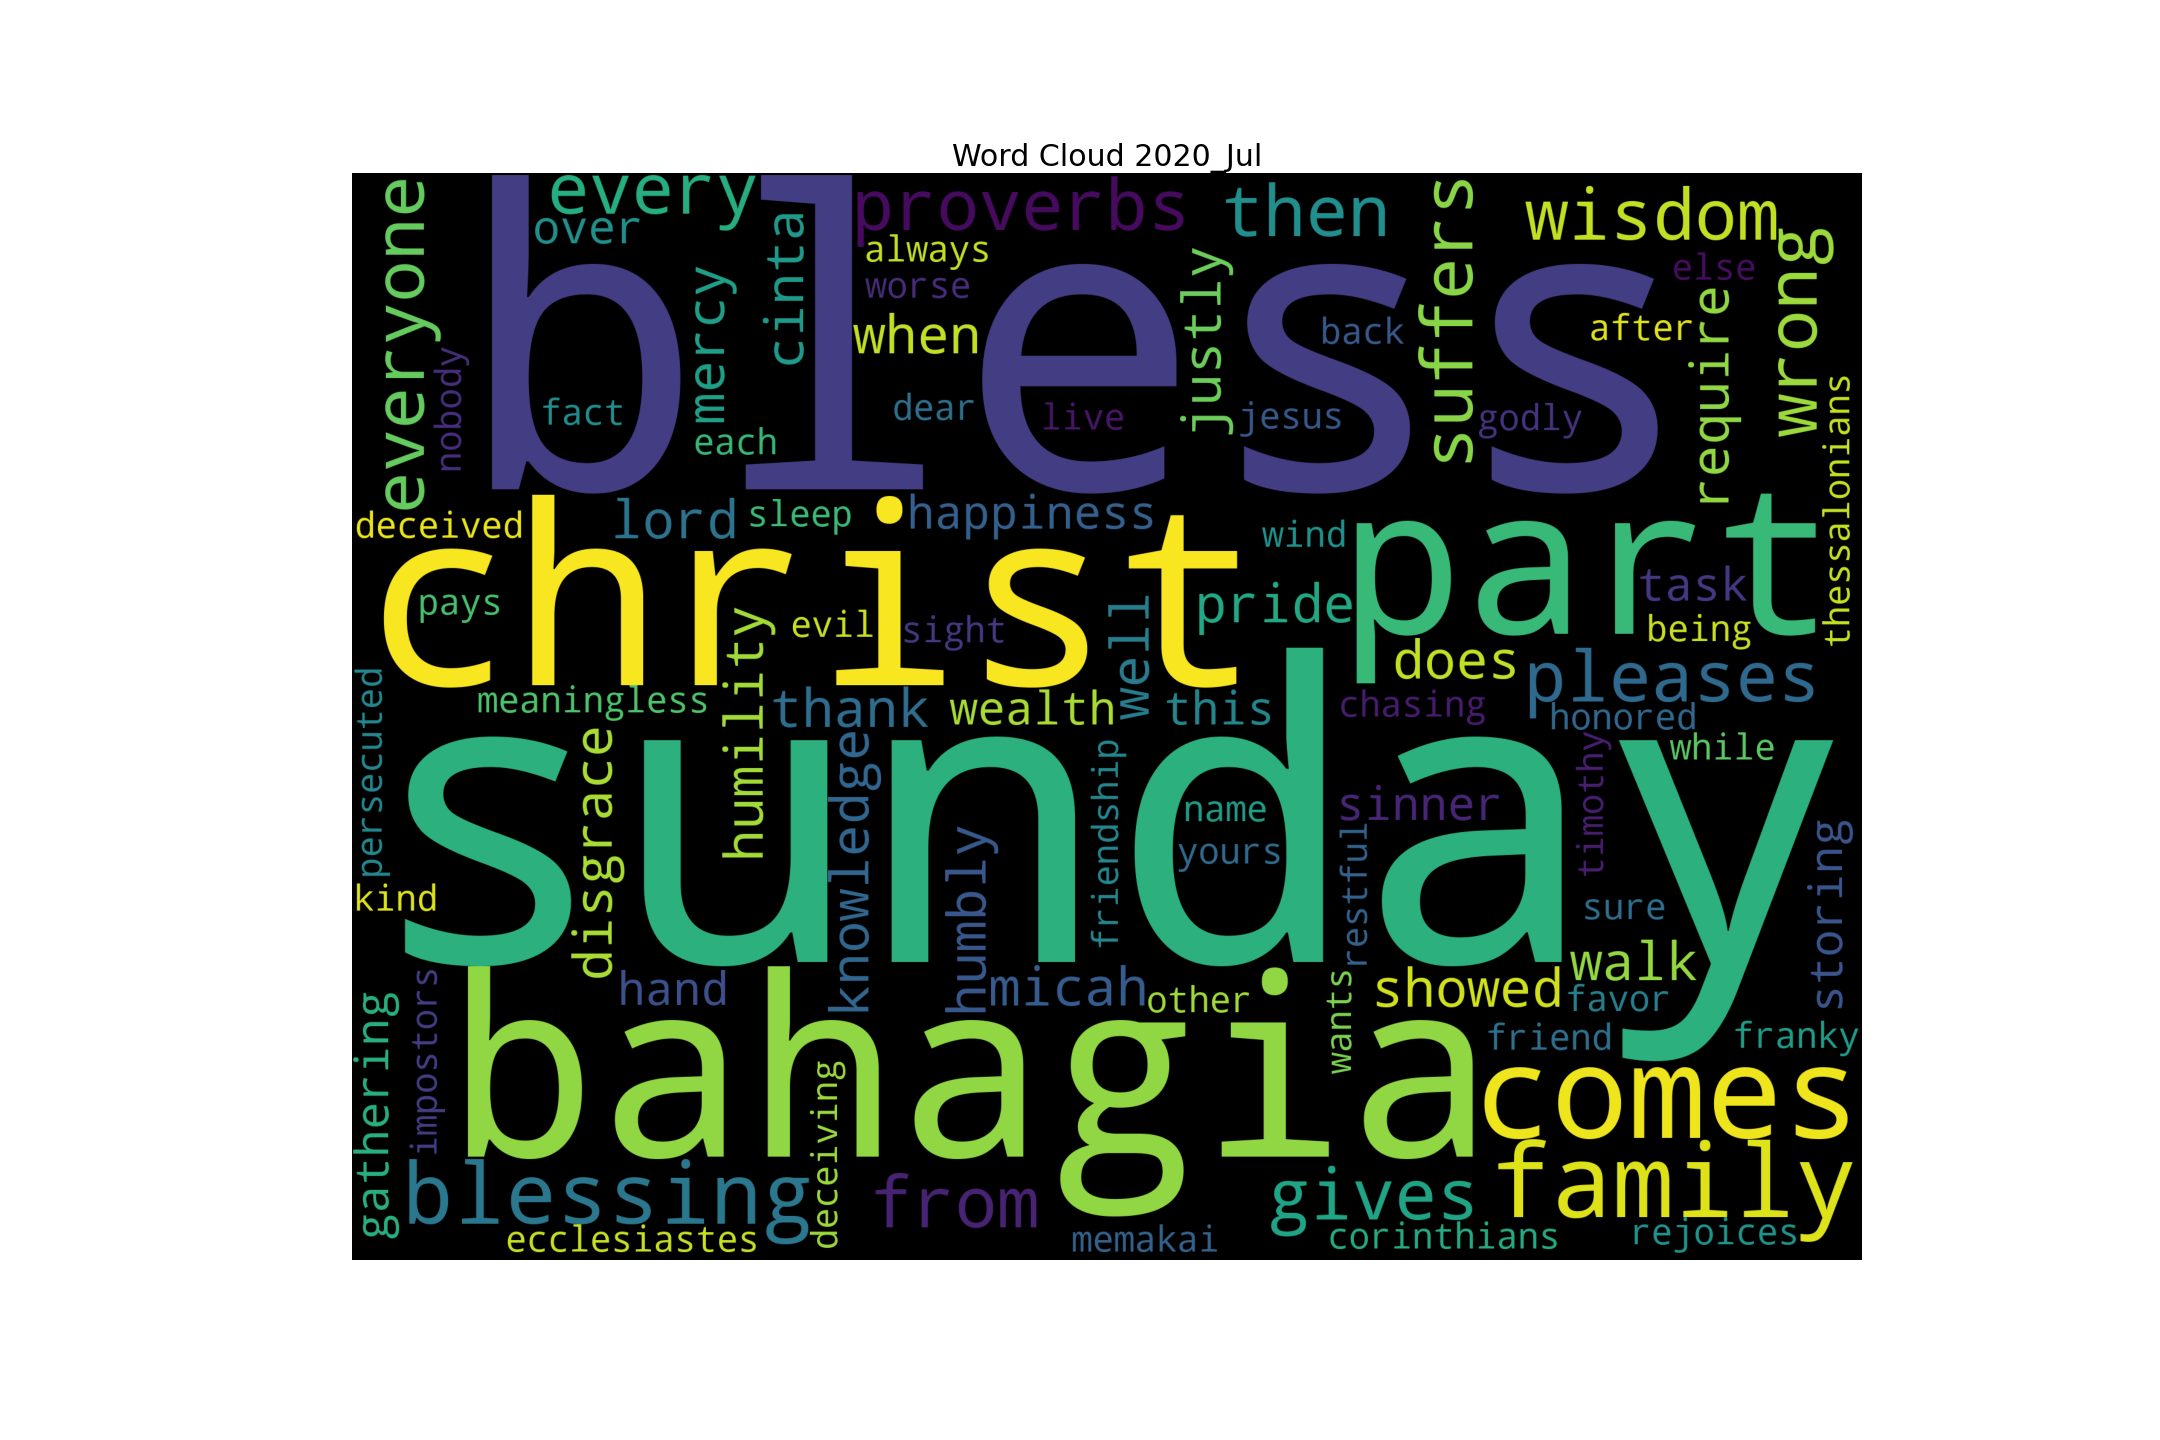 Word Cloud 2020_Jul
bless
everyone
every
over
cinta
proverbs
always
worse
when
then
justly
suffers
wisdom
wrong
else
after
require
back
mercy
nobody
fact
each
dear
live
jesus
godly
thessalonians
deceived
lord
sleep
happiness
wind
christ
part
task
being
pays
evil
sight
pride
well
does
pleases
honored
humility
meaningless
thank
wealth
this
chasing
persecuted
sunday
while
timothy
disgrace
knowledge
friendship
name
yours
sinner
restful
storing
kind
humbly
sure
walk
hand
micah
other
wants
showed
favor
friend
franky
gathering
impostors
bahagia
comes
family
deceiving
blessing
from
gives
ecclesiastes
memakai
corinthians
rejoices